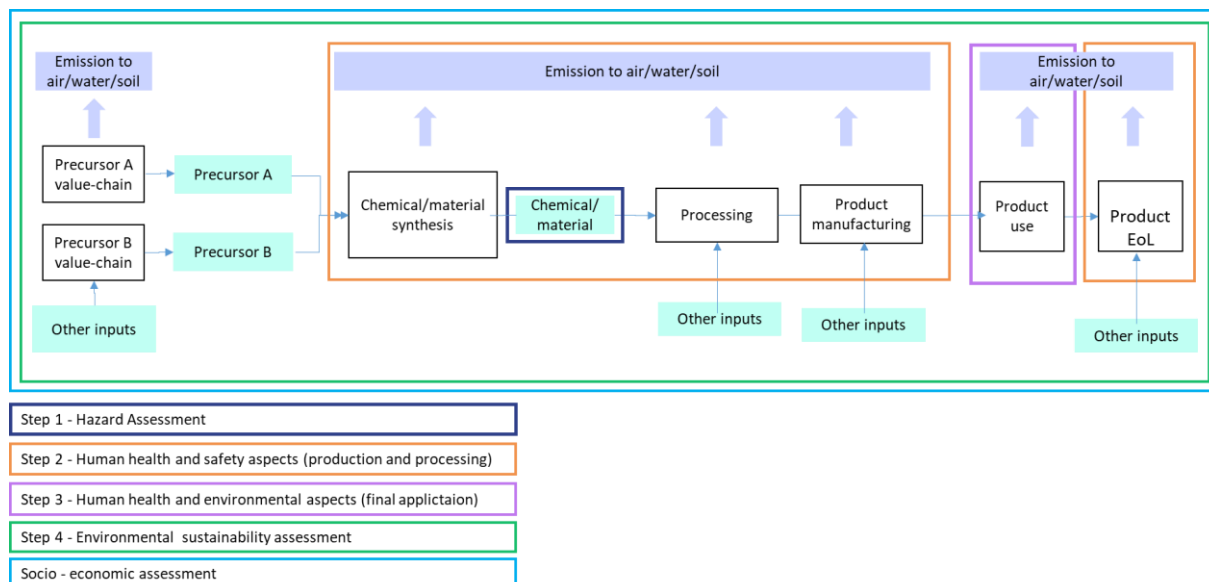 Emission to
air/water/soil
Emission to air/water/soil
Emission to
air/water/soil
Precursor A
value-chain
Precursor A
Chemical/material
synthesis
Chemical/
material
Processing
Product
manufacturing
Product
use
Product
EoL
Precursor B
value-chain
Precursor B
Other inputs
Other inputs
Other inputs
Other inputs
Step 1 - Hazard Assessment
Step 2 - Human health and safety aspects (production and processing)
Step 3 - Human health and environmental aspects (final applictaion)
Step 4 - Environmental sustainability assessment
Socio - economic assessment